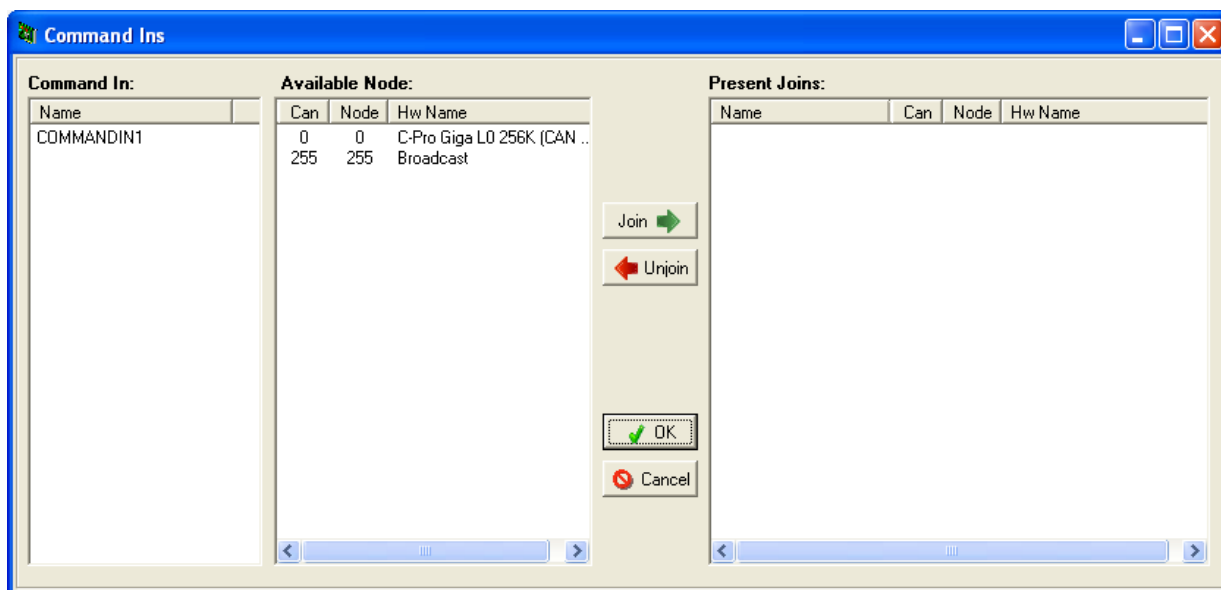 Command Ins
Command In: Available Node: Present Joins:
Name Can Node Hw Name Name Can Node Hw Name
COMMANDIN1 0 0 C-Pro Giga L0 256K (CAN ..
255 255 Broadcast
Join
Unjoin
OK
Cancel